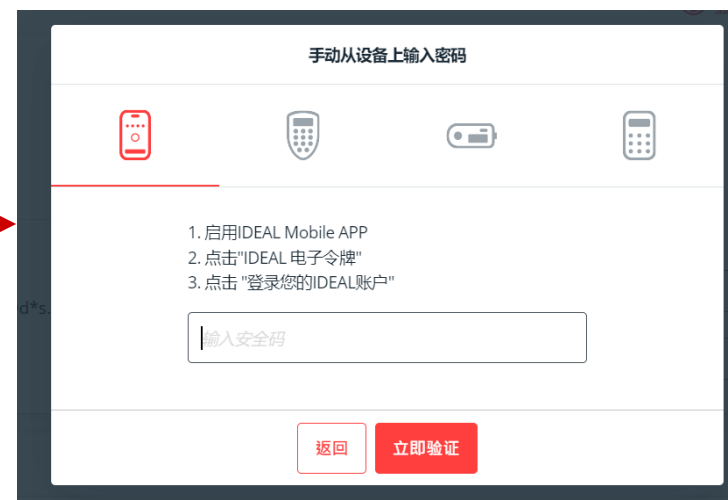 手动从设备上输入密码
1. 启用IDEAL Mobile APP
2. 点击"IDEAL 电子令牌"
3. 点击 "登录您的IDEAL账户"
d*s.
输入安全码
返回
立即验证